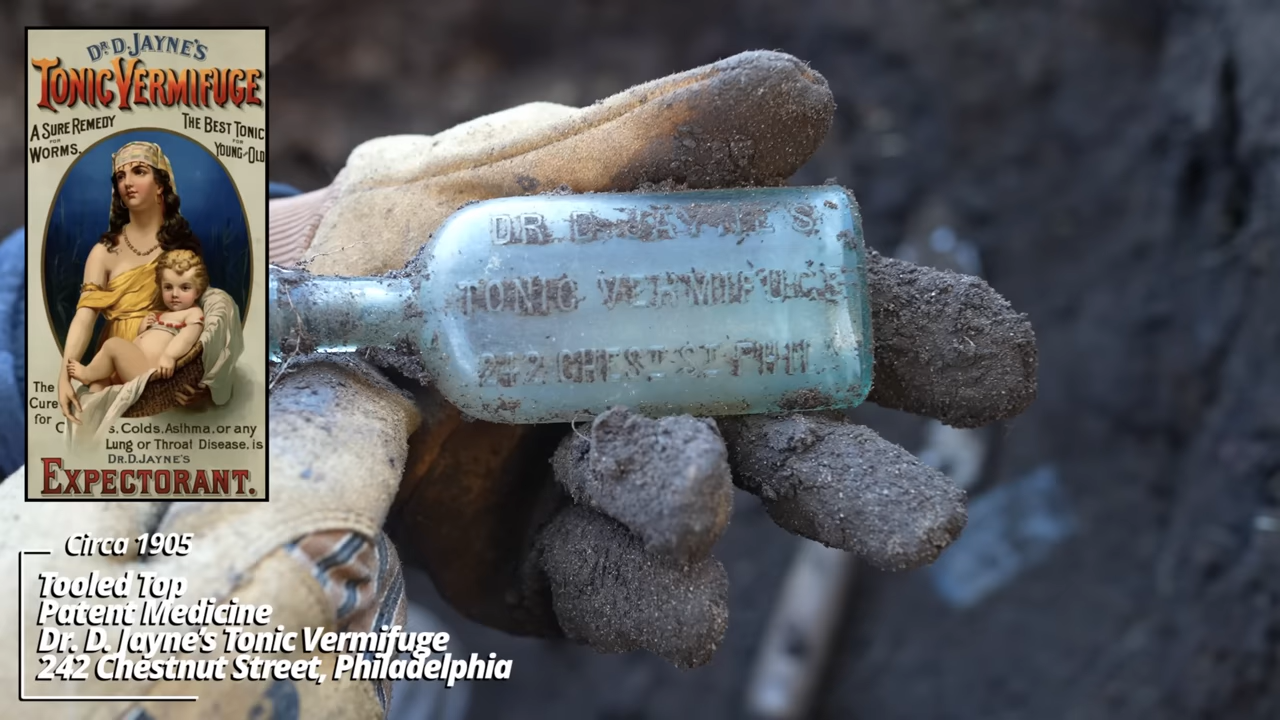 DR. D. JAYNE'S
TONIC VERMIFUGE
A SURE REMEDY
FOR
WORMS.
THE BEST TONIC
FOR
YOUNG & OLD
The
Cure
for C
s. Colds. Asthma. or any
Lung or Throat Disease. is
DR. D. JAYNE'S
EXPECTORANT.
DR. D. JAYNE'S
TONIC VERMIFUGE
242 CHEST ST PHILA
Circa 1905
Tooled Top
Patent Medicine
Dr. D. Jayne's Tonic Vermifuge
242 Chestnut Street, Philadelphia